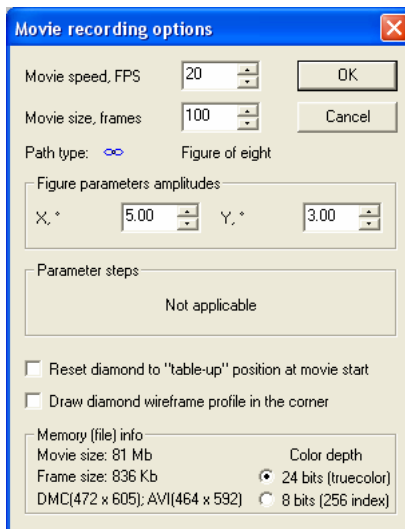 Movie recording options
Movie speed, FPS 20 OK
Movie size, frames 100 Cancel
Path type: Figure of eight
Figure parameters amplitudes
X, ° 5.00 Y, ° 3.00
Parameter steps
Not applicable
Reset diamond to "table-up" position at movie start
Draw diamond wireframe profile in the corner
Memory (file) info
Movie size: 81 Mb Color depth
Frame size: 836 Kb 24 bits (truecolor)
DMC(472 x 605); AVI(464 x 592) 8 bits (256 index)